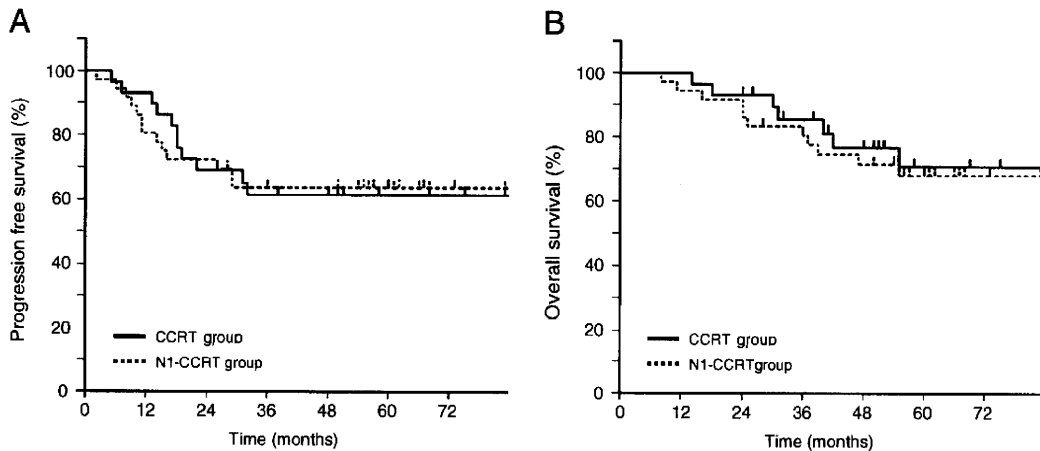 A
Progression free survival (%)
100
80
60
40
20
0
CCRT group
N1-CCRT group
0 12 24 36 48 60 72
Time (months)
B
Overall survival (%)
100
80
60
40
20
0
CCRT group
N1-CCRTgroup
0 12 24 36 48 60 72
Time (months)